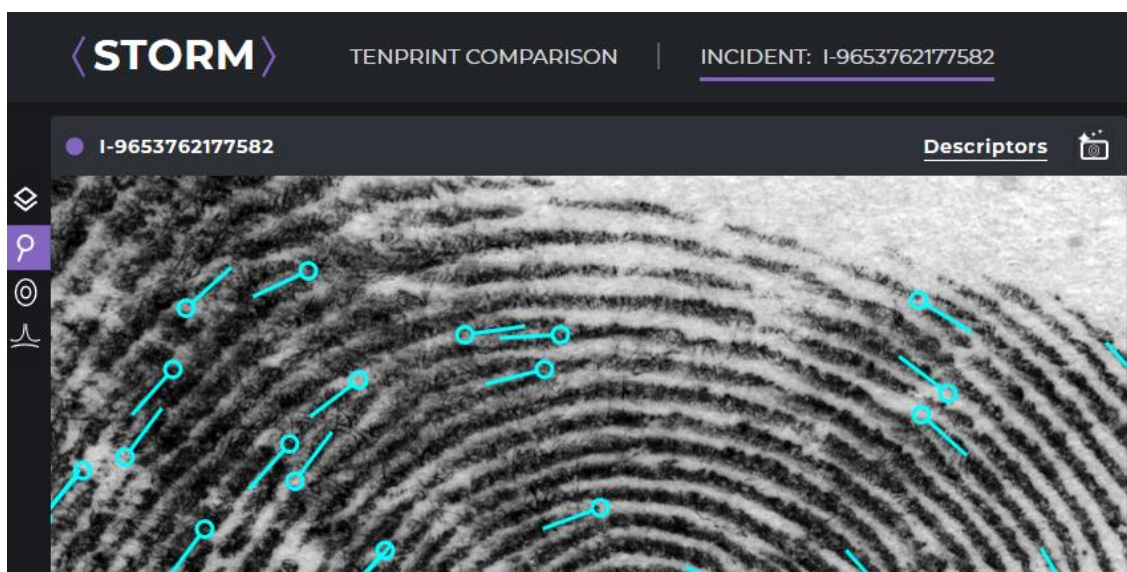 〈STORM〉 TENPRINT COMPARISON | INCIDENT: I-9653762177582
I-9653762177582 Descriptors